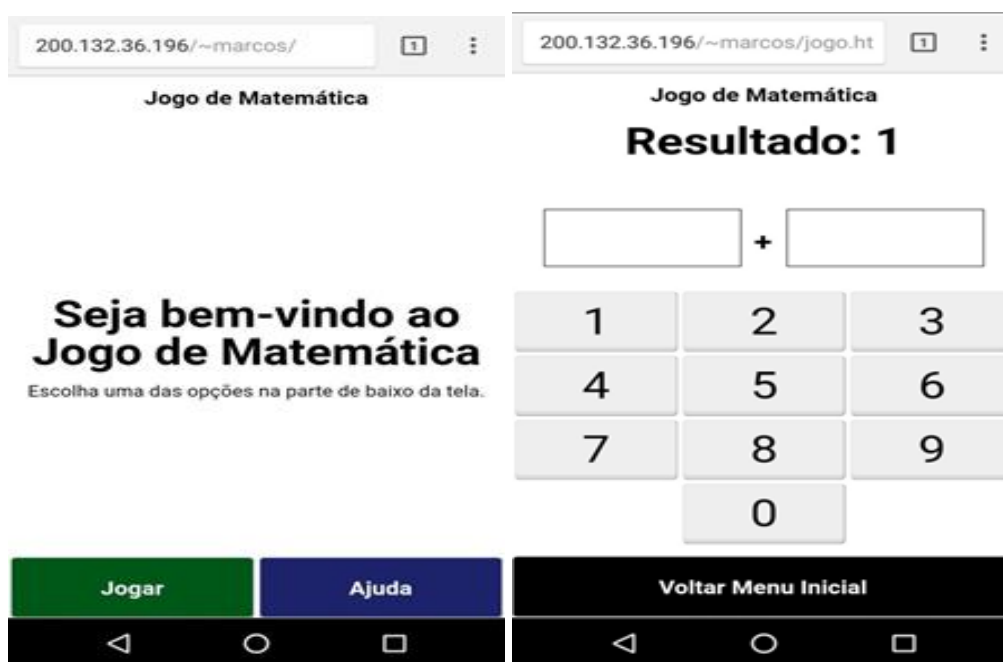 200.132.36.196/~marcos/ 1
Jogo de Matemática
Seja bem-vindo ao
Jogo de Matemática
Escolha uma das opções na parte de baixo da tela.
Jogar Ajuda
200.132.36.196/~marcos/jogo.ht 1
Jogo de Matemática
Resultado: 1
+
1 2 3
4 5 6
7 8 9
0
Voltar Menu Inicial